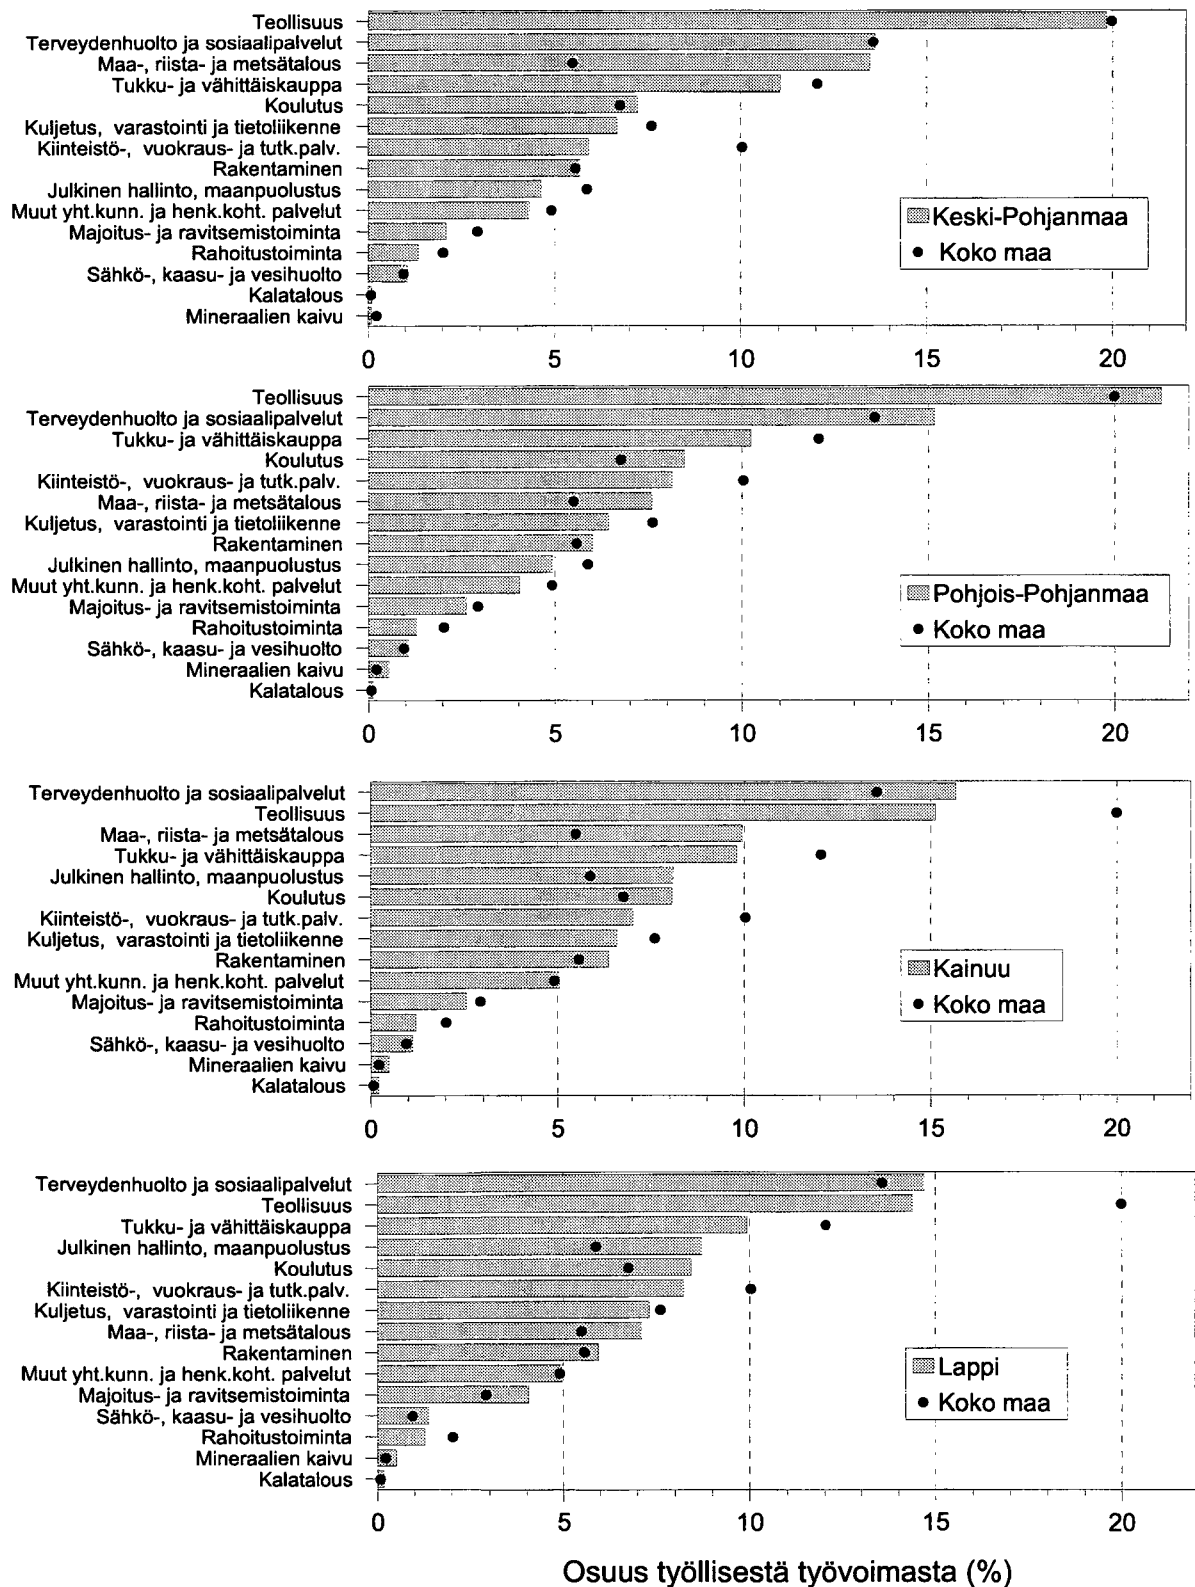 Teollisuus
Terveydenhuolto ja sosiaalipalvelut
Maa-, riista- ja metsätalous
Tukku- ja vähittäiskauppa
Koulutus
Kuljetus, varastointi ja tietoliikenne
Kiinteistö-, vuokraus- ja tutk.palv.
Rakentaminen
Julkinen hallinto, maanpuolustus
Muut yht.kunn. ja henk.koht. palvelut
Majoitus- ja ravitsemistoiminta
Rahoitustoiminta
Sähkö-, kaasu- ja vesihuolto
Kalatalous
Mineraalien kaivu
Keski-Pohjanmaa
Koko maa
0 5 10 15 20
Teollisuus
Terveydenhuolto ja sosiaalipalvelut
Tukku- ja vähittäiskauppa
Koulutus
Kiinteistö-, vuokraus- ja tutk.palv.
Maa-, riista- ja metsätalous
Kuljetus, varastointi ja tietoliikenne
Rakentaminen
Julkinen hallinto, maanpuolustus
Muut yht.kunn. ja henk.koht. palvelut
Majoitus- ja ravitsemistoiminta
Rahoitustoiminta
Sähkö-, kaasu- ja vesihuolto
Mineraalien kaivu
Kalatalous
Pohjois-Pohjanmaa
Koko maa
0 5 10 15 20
Terveydenhuolto ja sosiaalipalvelut
Teollisuus
Maa-, riista- ja metsätalous
Tukku- ja vähittäiskauppa
Julkinen hallinto, maanpuolustus
Koulutus
Kiinteistö-, vuokraus- ja tutk.palv.
Kuljetus, varastointi ja tietoliikenne
Rakentaminen
Muut yht.kunn. ja henk.koht. palvelut
Majoitus- ja ravitsemistoiminta
Rahoitustoiminta
Sähkö-, kaasu- ja vesihuolto
Mineraalien kaivu
Kalatalous
Kainuu
Koko maa
0 5 10 15 20
Terveydenhuolto ja sosiaalipalvelut
Teollisuus
Tukku- ja vähittäiskauppa
Julkinen hallinto, maanpuolustus
Koulutus
Kiinteistö-, vuokraus- ja tutk.palv.
Kuljetus, varastointi ja tietoliikenne
Maa-, riista- ja metsätalous
Rakentaminen
Muut yht.kunn. ja henk.koht. palvelut
Majoitus- ja ravitsemistoiminta
Sähkö-, kaasu- ja vesihuolto
Rahoitustoiminta
Mineraalien kaivu
Kalatalous
Lappi
Koko maa
0 5 10 15 20
Osuus työllisestä työvoimasta (%)